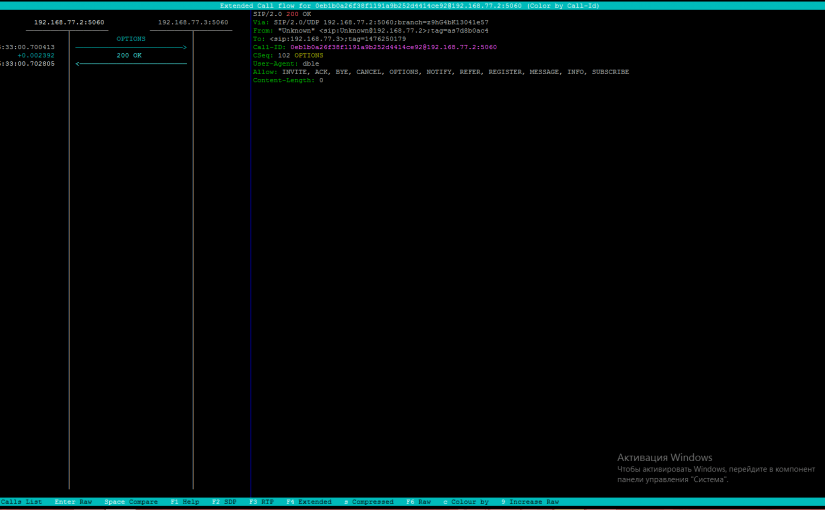 Extended Call flow for 0eb1b0a26f38f1191a9b252d4414ce92@192.168.77.2:5060 (Color by Call-Id)
192.168.77.2:5060 192.168.77.3:5060
OPTIONS
:33:00.700413
+0.002392
200 OK
:33:00.702805
SIP/2.0 200 OK
Via: SIP/2.0/UDP 192.168.77.2:5060;branch=z9hG4bK13041e57
From: "Unknown" <sip:Unknown@192.168.77.2>;tag=as7d8b0ac4
To: <sip:192.168.77.3>;tag=1476250179
Call-ID: 0eb1b0a26f38f1191a9b252d4414ce92@192.168.77.2:5060
CSeq: 102 OPTIONS
User-Agent: dble
Allow: INVITE, ACK, BYE, CANCEL, OPTIONS, NOTIFY, REFER, REGISTER, MESSAGE, INFO, SUBSCRIBE
Content-Length: 0
Активация Windows
Чтобы активировать Windows, перейдите в компонент
панели управления "Система".
Calls List Enter Raw Space Compare F1 Help F2 SDP F3 RTP F4 Extended s Compressed F6 Raw c Colour by 9 Increase Raw